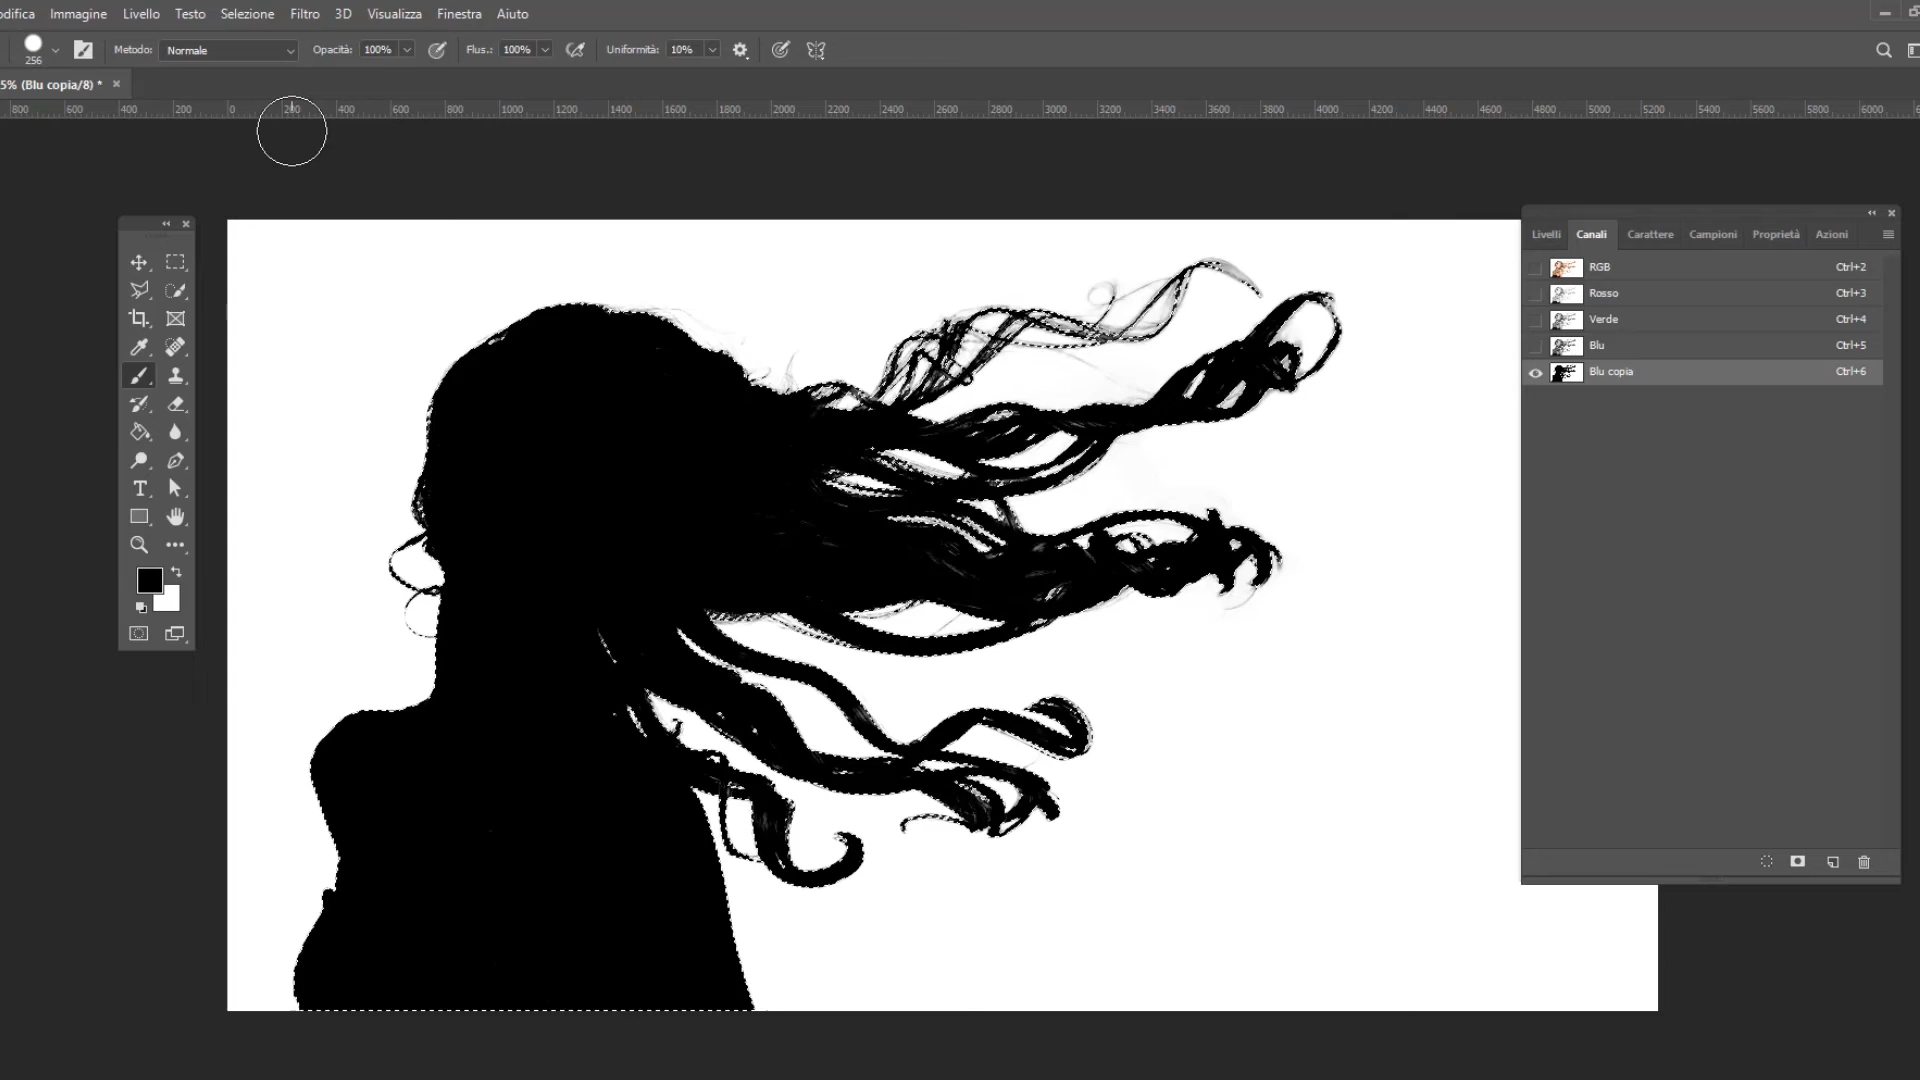 odifica Immagine Livello Testo Selezione Filtro 3D Visualizza Finestra Aiuto
256 Metodo: Normale Opacità: 100% Flus.: 100% Uniformità: 10%
5% (Blu copia/8) *
800 600 400 200 0 200 400 600 800 1000 1200 1400 1600 1800 2000 2200 2400 2600 2800 3000 3200 3400 3600 3800 4000 4200 4400 4600 4800 5000 5200 5400 5600 5800 6000
Livelli Canali Carattere Campioni Proprietà Azioni
RGB Ctrl+2
Rosso Ctrl+3
Verde Ctrl+4
Blu Ctrl+5
Blu copia Ctrl+6